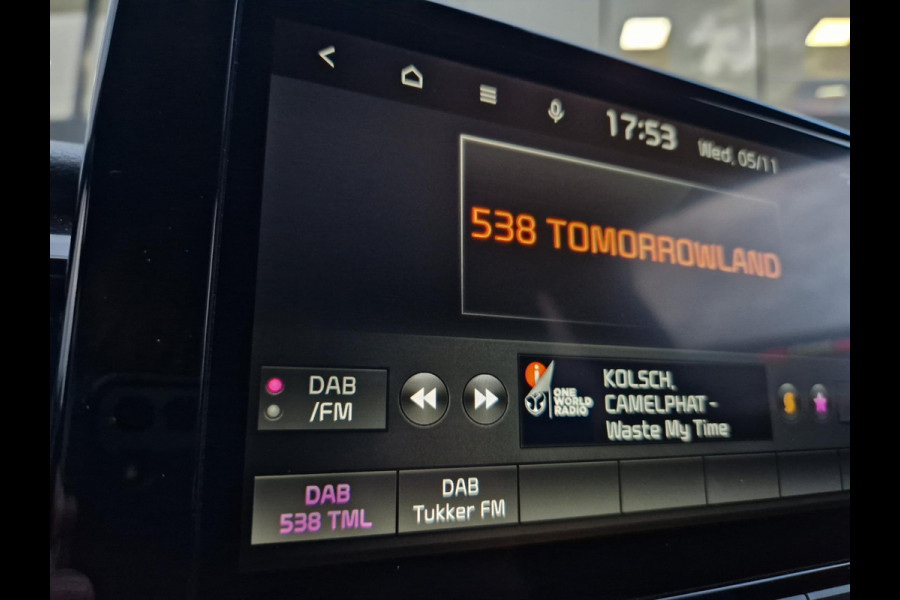 17:53
Wed, 05/11
538 TOMORROWLAND
DAB
/FM
i
ONE
WORLD
RADIO
KOLSCH,
CAMELPHAT -
Waste My Time
$
DAB
538 TML
DAB
Tukker FM